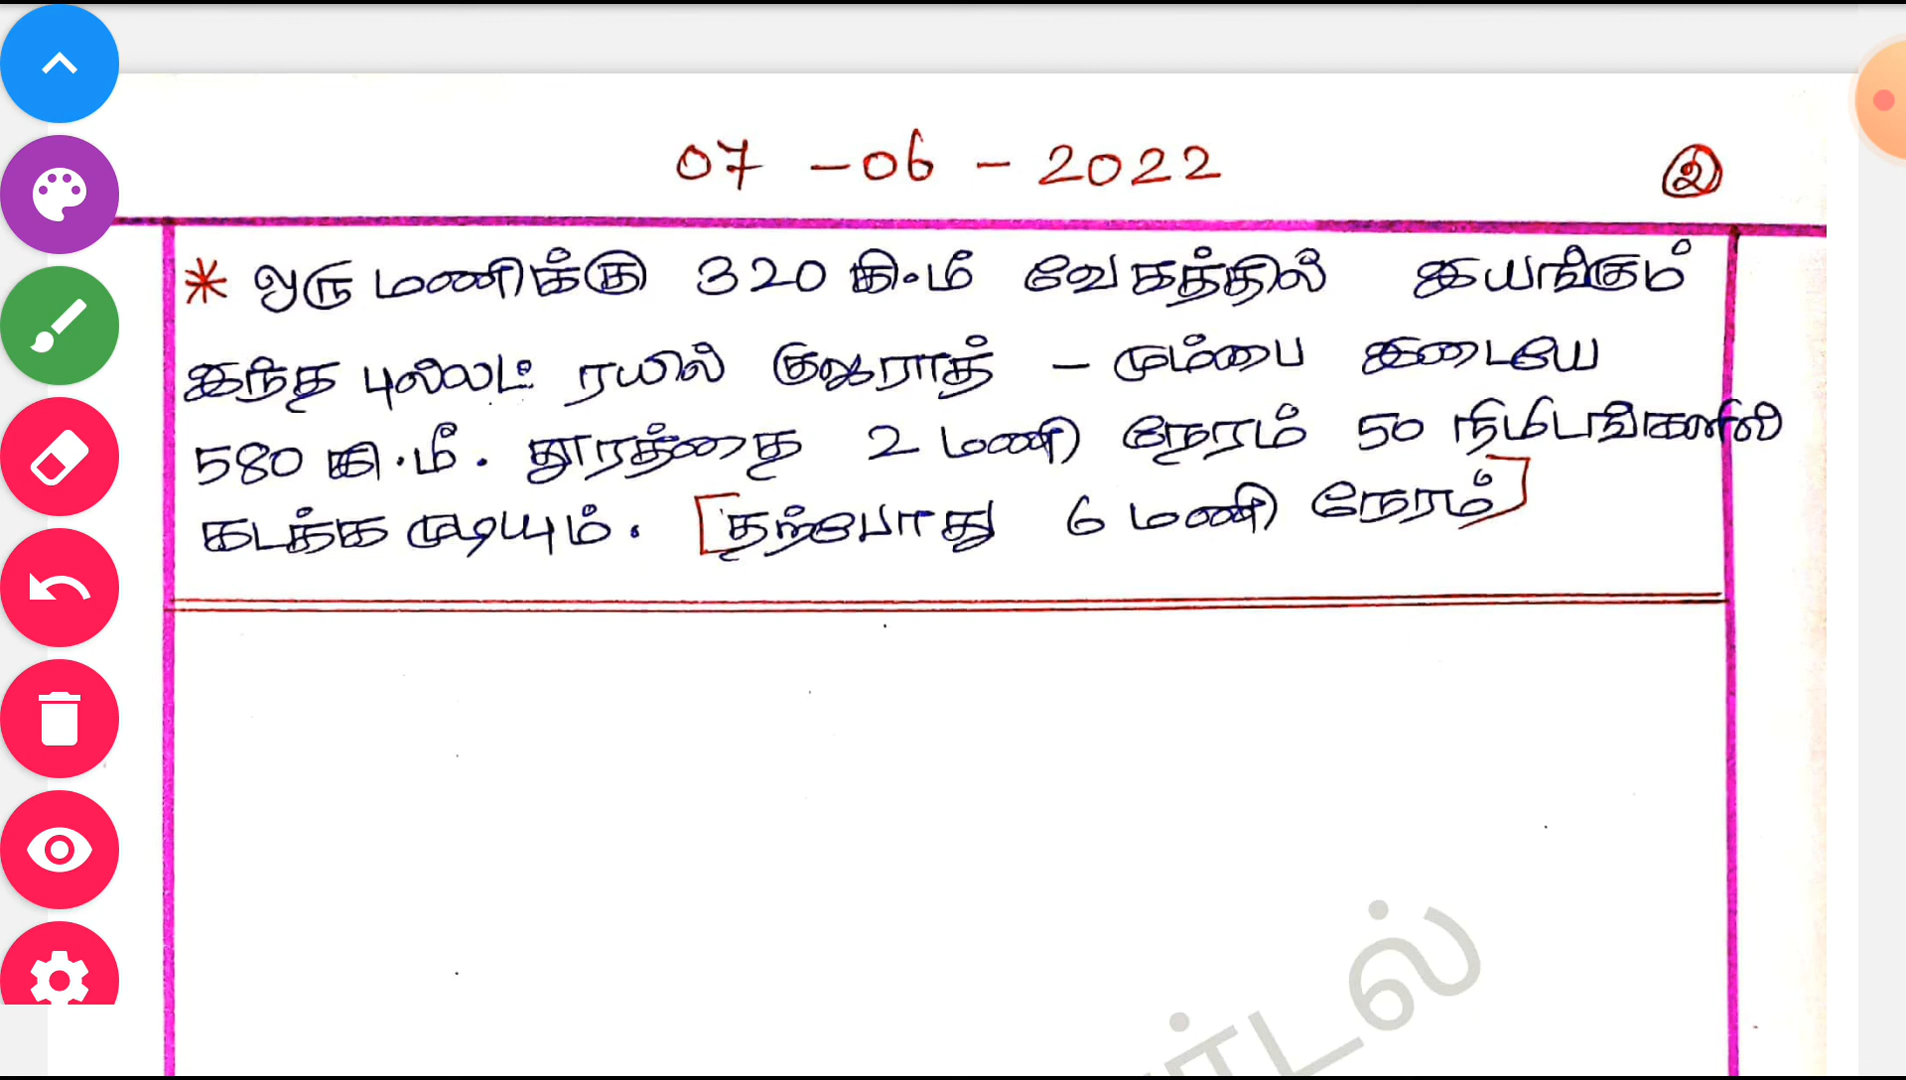 07 - 06 - 2022
2
* ஒரு மணிக்கு 320 கி.மீ வேகத்தில் இயங்கும்
இந்த புல்லட் ரயில் குஜராத் - மும்பை இடையே
580 கி.மீ. தூரத்தை 2 மணி நேரம் 50 நிமிடங்களில்
கடக்க முடியும். [தற்போது 6 மணி நேரம்]